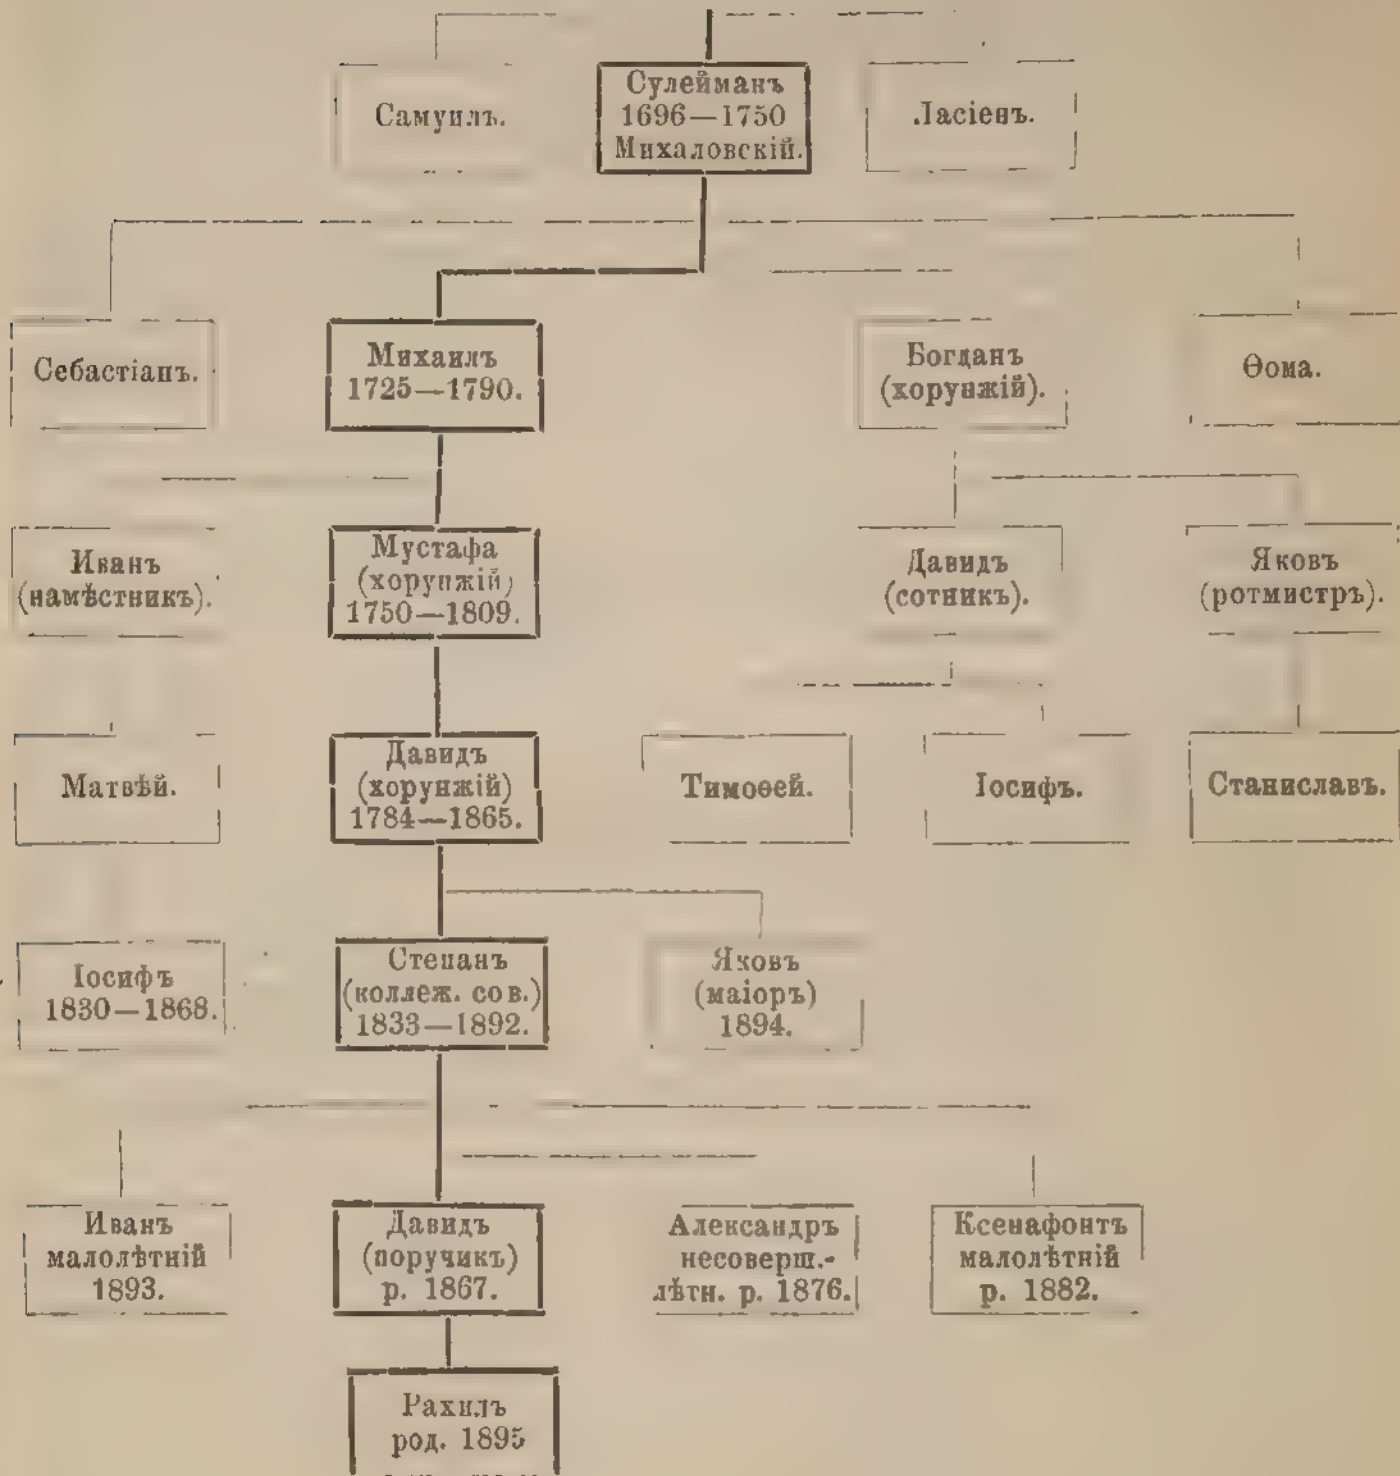 Самуилъ.
Сулейманъ
1696—1750
Михаловскій.
Ласіенъ.
Себастіанъ.
Михаилъ
1725—1790.
Богданъ
(хорунжій).
Ѳома.
Иванъ
(намѣстникъ).
Мустафа
(хорунжій)
1750—1809.
Давидъ
(сотникъ).
Яковъ
(ротмистръ).
Матвѣй.
Давидъ
(хорунжій)
1784—1865.
Тимоѳей.
Іосифъ.
Станиславъ.
Іосифъ
1830—1868.
Степанъ
(коллеж. сов.)
1833—1892.
Яковъ
(маіоръ)
1894.
Иванъ
малолѣтній
1893.
Давидъ
(поручикъ)
р. 1867.
Александръ
несоверш.-
лѣтн. р. 1876.
Ксенафонтъ
малолѣтній
р. 1882.
Рахилъ
род. 1895